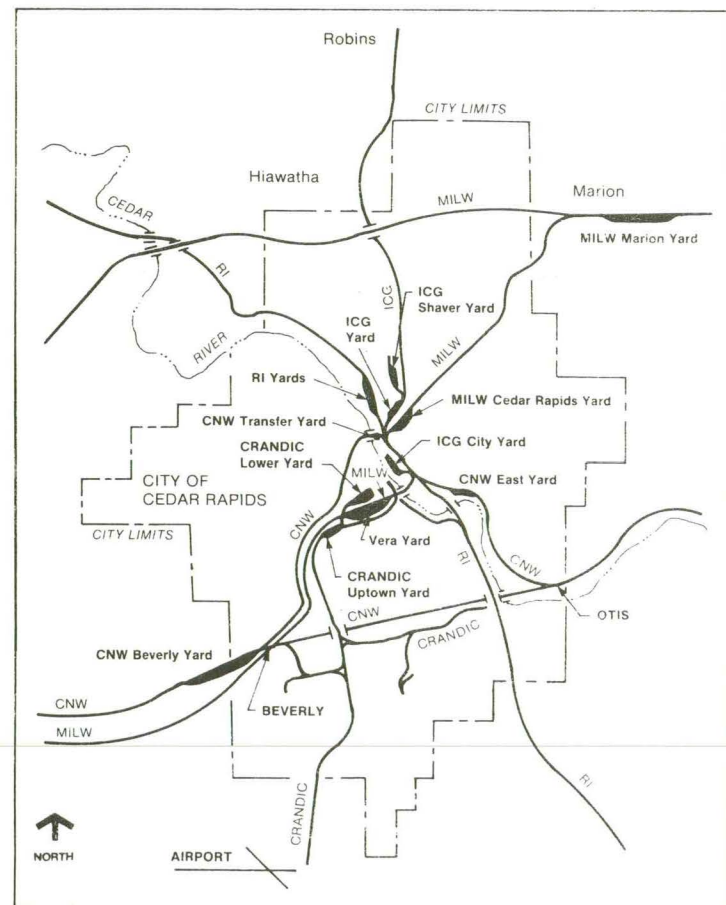 Robins
CITY LIMITS
Hiawatha
Marion
CEDAR
MILW
MILW Marion Yard
RI
ICG
ICG
Shaver Yard
ICG
Yard
MILW
RIVER
RI Yards
MILW Cedar Rapids Yard
CNW Transfer Yard
ICG City Yard
CRANDIC
Lower Yard
MILW
CNW East Yard
CITY OF
CEDAR RAPIDS
CNW
CITY LIMITS
Vera Yard
RI
CNW
CRANDIC
Uptown Yard
CNW
OTIS
CRANDIC
CNW Beverly Yard
CNW
BEVERLY
MILW
CRANDIC
RI
NORTH
AIRPORT